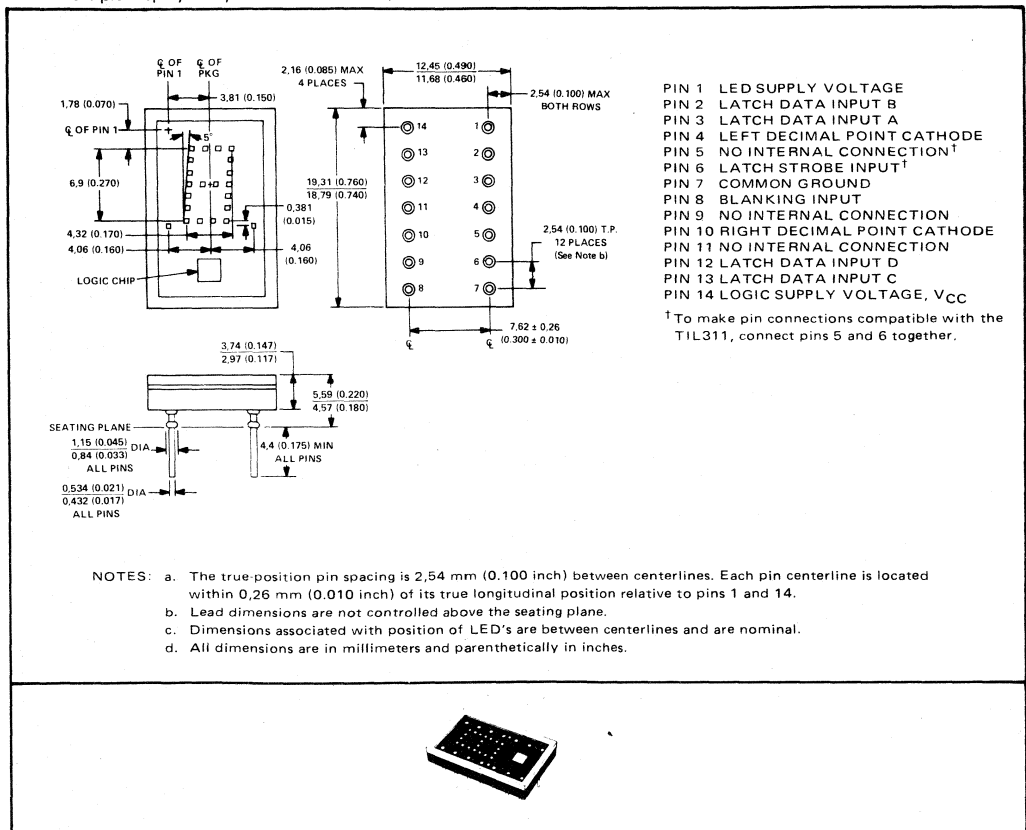 ℄ OF PIN 1
℄ OF PKG
3,81 (0.150)
1,78 (0.070)
℄ OF PIN 1
5°
6,9 (0.270)
0,381 (0.015)
4,32 (0.170)
4,06 (0.160)
4,06 (0.160)
LOGIC CHIP
2,16 (0.085) MAX
4 PLACES
12,45 (0.490)
11,68 (0.460)
2,54 (0.100) MAX
BOTH ROWS
14 1
13 2
12 3
11 4
10 5
9 6
8 7
19,31 (0.760)
18,79 (0.740)
2,54 (0.100) T.P.
12 PLACES
(See Note b)
7,62 ± 0,26
(0.300 ± 0.010)
℄ ℄
PIN 1 LED SUPPLY VOLTAGE
PIN 2 LATCH DATA INPUT B
PIN 3 LATCH DATA INPUT A
PIN 4 LEFT DECIMAL POINT CATHODE
PIN 5 NO INTERNAL CONNECTION†
PIN 6 LATCH STROBE INPUT†
PIN 7 COMMON GROUND
PIN 8 BLANKING INPUT
PIN 9 NO INTERNAL CONNECTION
PIN 10 RIGHT DECIMAL POINT CATHODE
PIN 11 NO INTERNAL CONNECTION
PIN 12 LATCH DATA INPUT D
PIN 13 LATCH DATA INPUT C
PIN 14 LOGIC SUPPLY VOLTAGE, VCC
†To make pin connections compatible with the
TIL311, connect pins 5 and 6 together.
3,74 (0.147)
2,97 (0.117)
5,59 (0.220)
4,57 (0.180)
SEATING PLANE
1,15 (0.045)
0,84 (0.033)
DIA
ALL PINS
4,4 (0.175) MIN
ALL PINS
0,534 (0.021)
0,432 (0.017)
DIA
ALL PINS
NOTES: a. The true-position pin spacing is 2,54 mm (0.100 inch) between centerlines. Each pin centerline is located
within 0,26 mm (0.010 inch) of its true longitudinal position relative to pins 1 and 14.
b. Lead dimensions are not controlled above the seating plane.
c. Dimensions associated with position of LED's are between centerlines and are nominal.
d. All dimensions are in millimeters and parenthetically in inches.